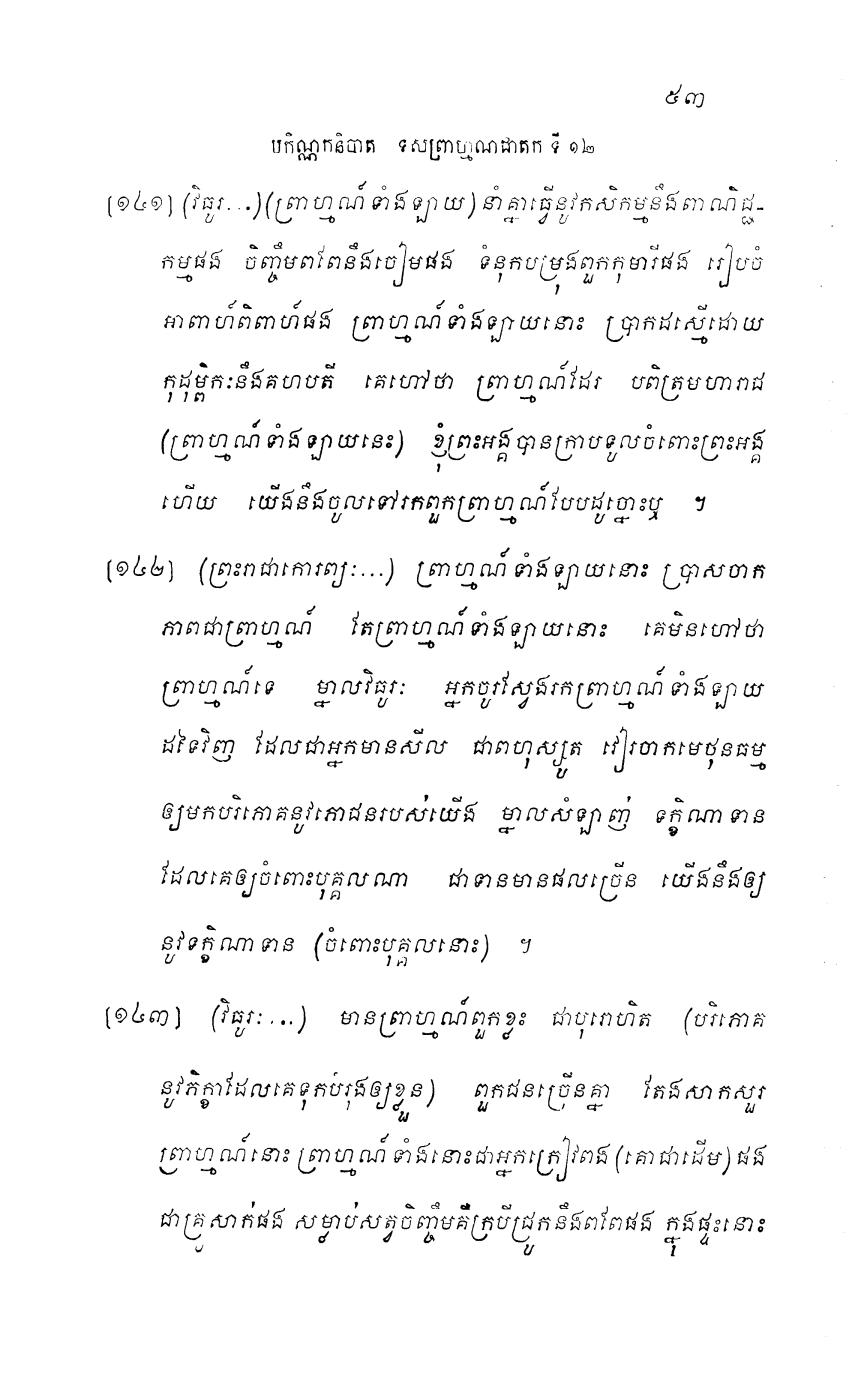 ៥៣
បកិណ្ណកនិបាត ទសព្រាហ្មណជាតក ទី ១២
[១៤១] (វិធូរ...) (ព្រាហ្មណ៍ទាំងឡាយ) នាំគ្នាធ្វើនូវកសិកម្មនឹងពាណិជ្ជ-
កម្មផង ចិញ្ចឹមពពែនឹងចៀមផង ទំនុកបម្រុងពួកកុមារីផង រៀបចំ
អាពាហ៍ពិពាហ៍ផង ព្រាហ្មណ៍ទាំងឡាយនោះ ប្រាកដស្មើដោយ
កុដុម្ពិកៈនឹងគហបតី គេហៅថា ព្រាហ្មណ៍ដែរ បពិត្រមហារាជ
(ព្រាហ្មណ៍ទាំងឡាយនេះ) ខ្ញុំព្រះអង្គបានក្រាបទូលចំពោះព្រះអង្គ
ហើយ យើងនឹងចូលទៅរកពួកព្រាហ្មណ៍បែបដូច្នោះឬ ។
[១៤២] (ព្រះរាជាកោរព្យៈ...) ព្រាហ្មណ៍ទាំងឡាយនោះ ប្រាសចាក
ភាពជាព្រាហ្មណ៍ តែព្រាហ្មណ៍ទាំងឡាយនោះ គេមិនហៅថា
ព្រាហ្មណ៍ទេ ម្នាលវិធូរៈ អ្នកចូរស្វែងរកព្រាហ្មណ៍ទាំងឡាយ
ដទៃវិញ ដែលជាអ្នកមានសីល ជាពហុស្សូត វៀរចាកមេថុនធម្ម
ឲ្យមកបរិភោគនូវភោជនរបស់យើង ម្នាលសំឡាញ់ ទក្ខិណាទាន
ដែលគេឲ្យចំពោះបុគ្គលណា ជាទានមានផលច្រើន យើងនឹងឲ្យ
នូវទក្ខិណាទាន (ចំពោះបុគ្គលនោះ) ។
[១៤៣] (វិធូរៈ...) មានព្រាហ្មណ៍ពួកខ្លះ ជាបុរោហិត (បរិភោគ
នូវភិក្ខាដែលគេទុកបំរុងឲ្យខ្លួន) ពួកជនច្រើនគ្នា តែងសាកសួរ
ព្រាហ្មណ៍នោះ ព្រាហ្មណ៍ទាំងនោះជាអ្នកក្រៀវពង (គោជាដើម) ផង
ជាគ្រូសាក់ផង សម្លាប់សត្វចិញ្ចឹមគឺក្របីជ្រូកនឹងពពែផង ក្នុងផ្ទះនោះ